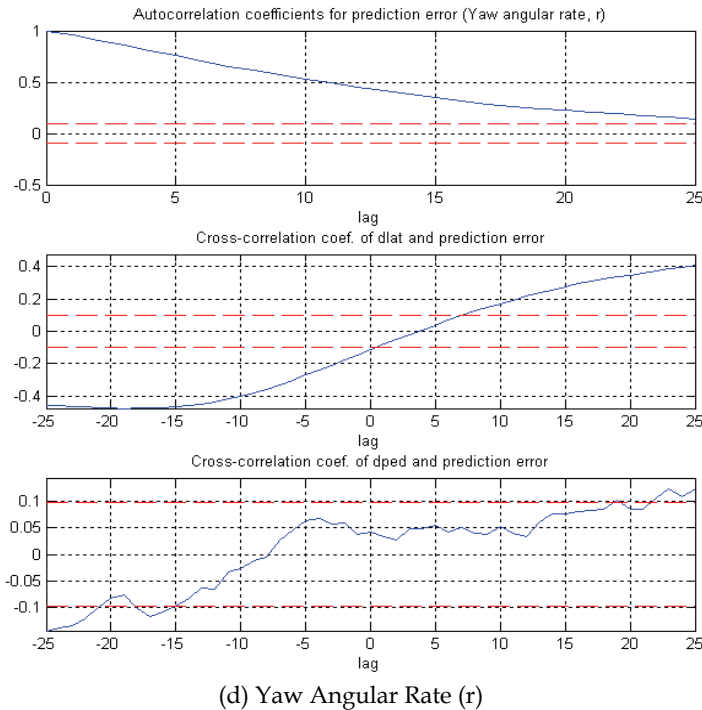 Autocorrelation coefficients for prediction error (Yaw angular rate, r)
1
0.5
0
-0.5
0 5 10 15 20 25
lag
Cross-correlation coef. of dlat and prediction error
0.4
0.2
0
-0.2
-0.4
-25 -20 -15 -10 -5 0 5 10 15 20 25
lag
Cross-correlation coef. of dped and prediction error
0.1
0.05
0
-0.05
-0.1
-25 -20 -15 -10 -5 0 5 10 15 20 25
lag
(d) Yaw Angular Rate (r)